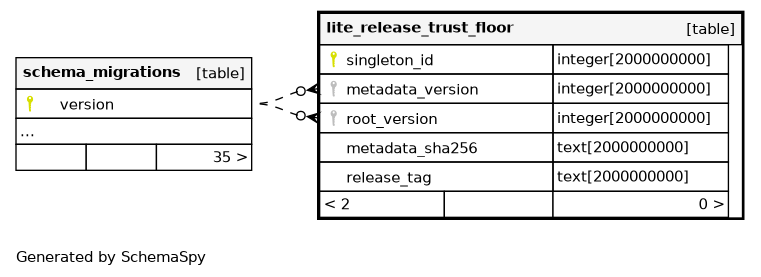 schema_migrations [table]
version
...
35 >
lite_release_trust_floor [table]
singleton_id integer[2000000000]
metadata_version integer[2000000000]
root_version integer[2000000000]
metadata_sha256 text[2000000000]
release_tag text[2000000000]
< 2 0 >
Generated by SchemaSpy